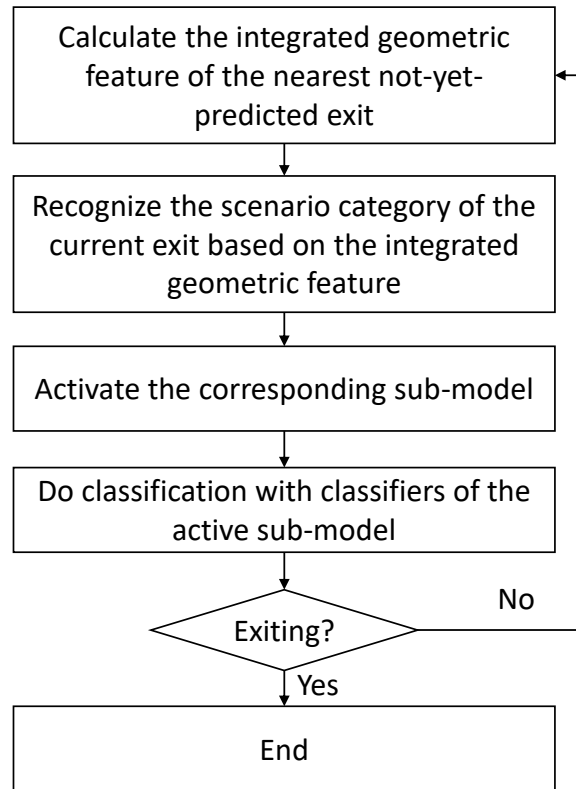 Calculate the integrated geometric
feature of the nearest not-yet-
predicted exit
Recognize the scenario category of the
current exit based on the integrated
geometric feature
Activate the corresponding sub-model
Do classification with classifiers of the
active sub-model
No
Exiting?
Yes
End